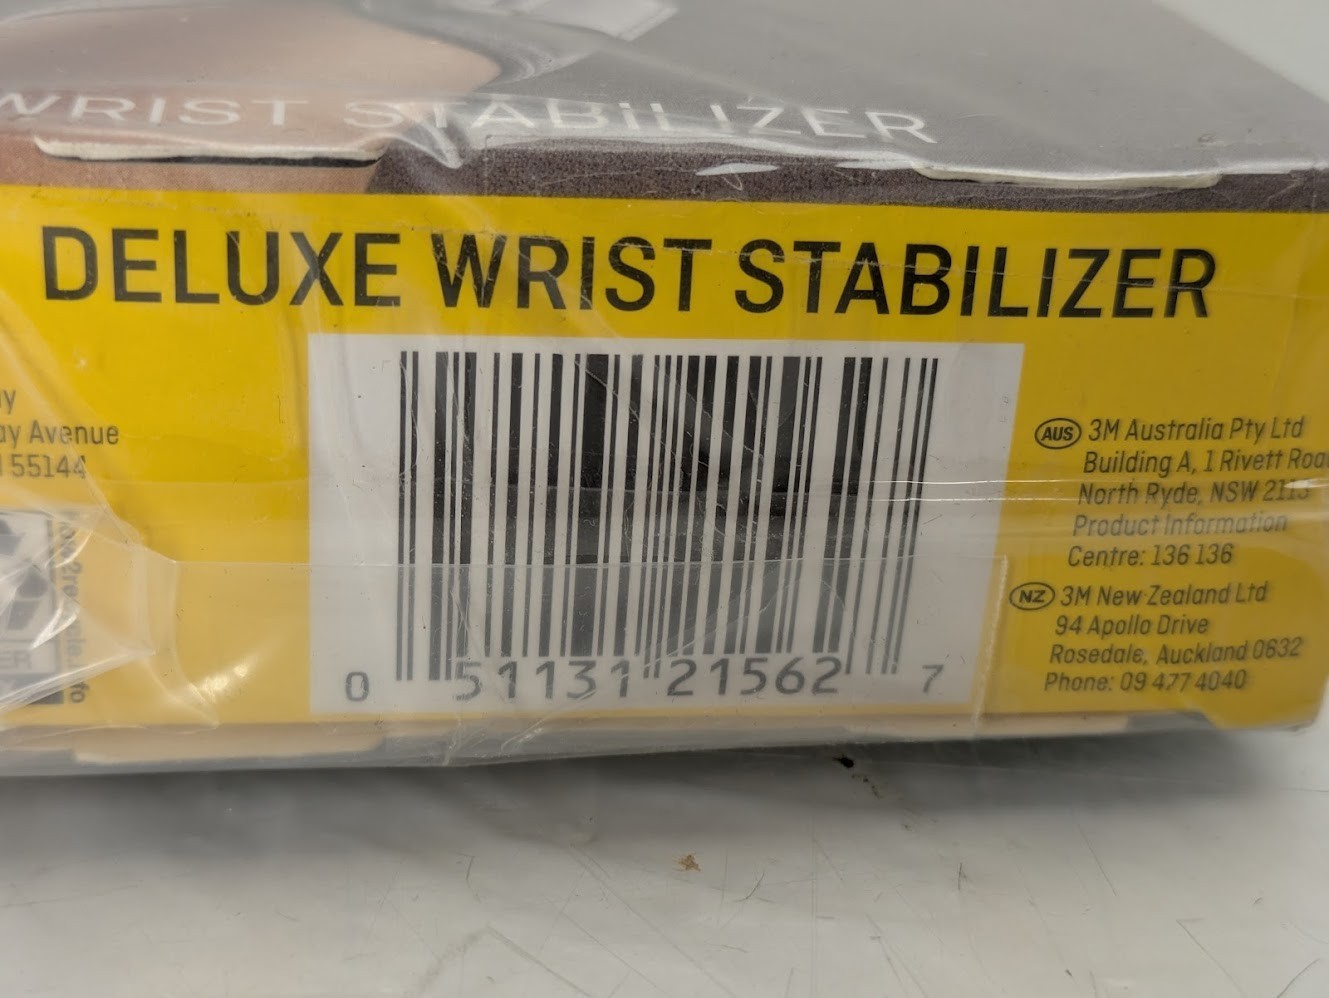 WRIST STABILIZER
DELUXE WRIST STABILIZER
Avenue
55144
0 51131 21562 7
AUS 3M Australia Pty Ltd
Building A, 1 Rivett Road
North Ryde, NSW 2113
Product Information
Centre: 136 136
NZ 3M New Zealand Ltd
94 Apollo Drive
Rosedale, Auckland 0632
Phone: 09 477 4040